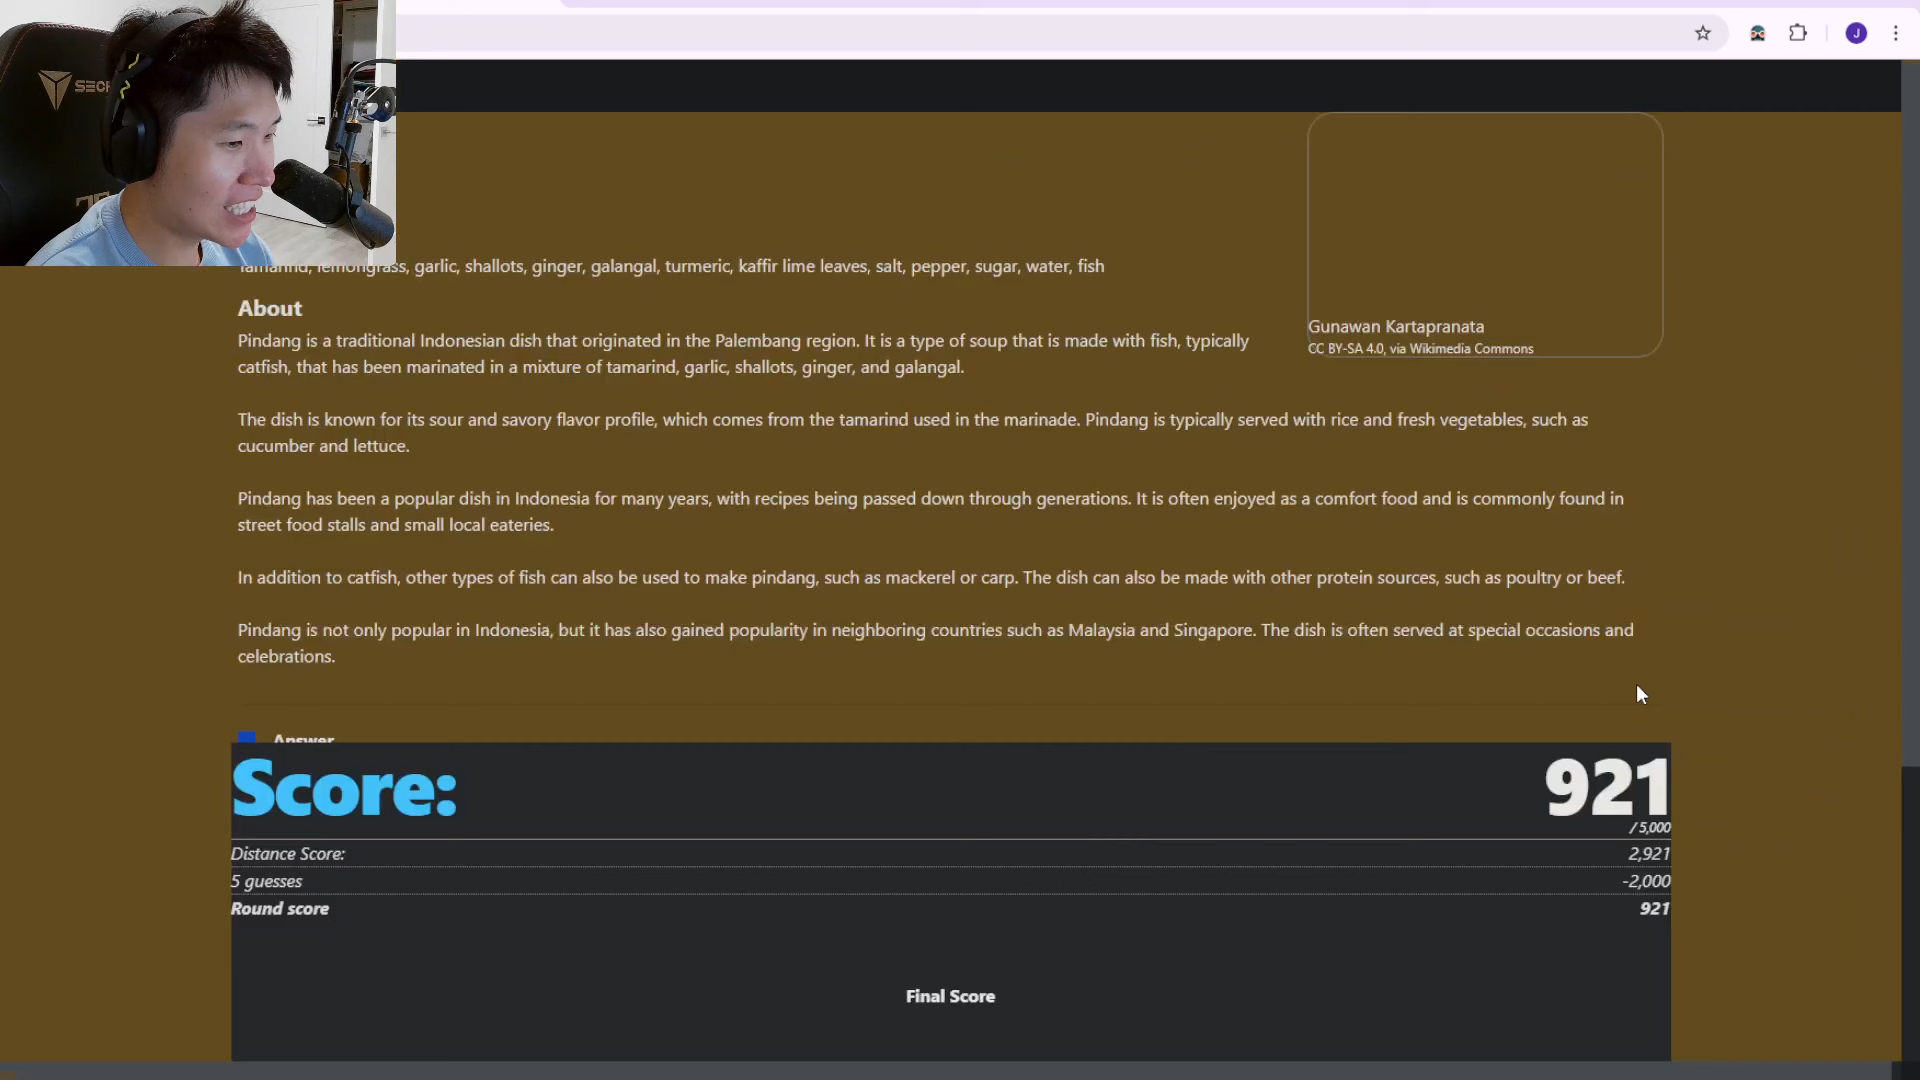 SECR
J
Tamarind, lemongrass, garlic, shallots, ginger, galangal, turmeric, kaffir lime leaves, salt, pepper, sugar, water, fish
Gunawan Kartapranata
CC BY-SA 4.0, via Wikimedia Commons
About
Pindang is a traditional Indonesian dish that originated in the Palembang region. It is a type of soup that is made with fish, typically
catfish, that has been marinated in a mixture of tamarind, garlic, shallots, ginger, and galangal.
The dish is known for its sour and savory flavor profile, which comes from the tamarind used in the marinade. Pindang is typically served with rice and fresh vegetables, such as
cucumber and lettuce.
Pindang has been a popular dish in Indonesia for many years, with recipes being passed down through generations. It is often enjoyed as a comfort food and is commonly found in
street food stalls and small local eateries.
In addition to catfish, other types of fish can also be used to make pindang, such as mackerel or carp. The dish can also be made with other protein sources, such as poultry or beef.
Pindang is not only popular in Indonesia, but it has also gained popularity in neighboring countries such as Malaysia and Singapore. The dish is often served at special occasions and
celebrations.
Answer
Score: 921
/ 5,000
Distance Score: 2,921
5 guesses -2,000
Round score 921
Final Score